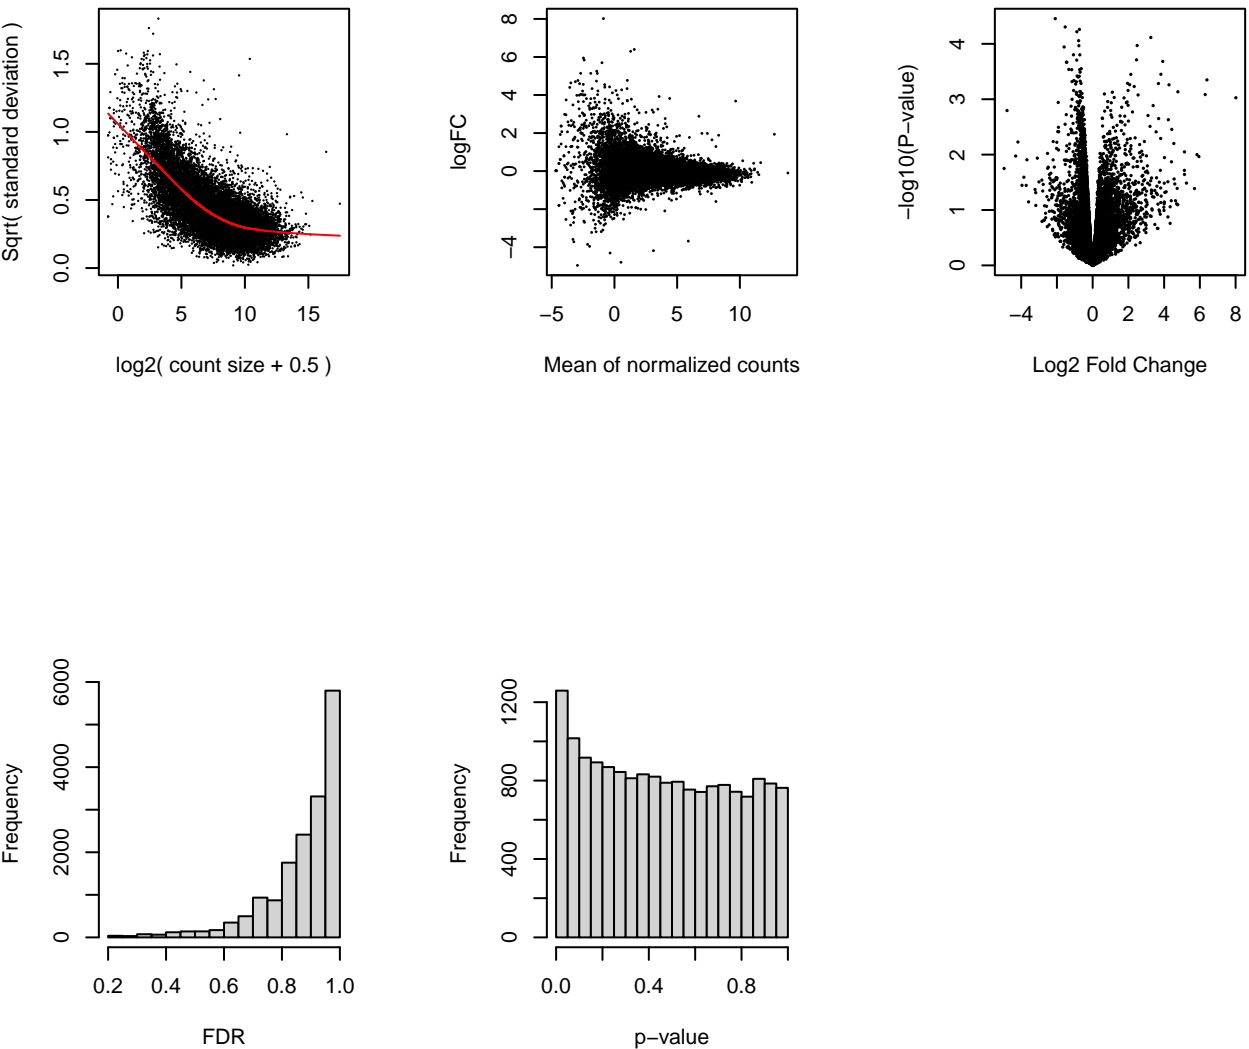 Sqrt( standard deviation )
0.0 0.5 1.0 1.5
0 5 10 15
log2( count size + 0.5 )
logFC
−4 0 2 4 6 8
−5 0 5 10
Mean of normalized counts
−log10(P−value)
0 1 2 3 4
−4 0 2 4 6 8
Log2 Fold Change
Frequency
0 2000 4000 6000
0.2 0.4 0.6 0.8 1.0
FDR
Frequency
0 400 800 1200
0.0 0.4 0.8
p−value